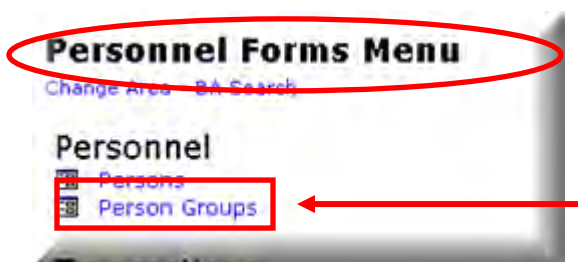 Personnel Forms Menu
Change Area BA Search
Personnel
Persons
Person Groups